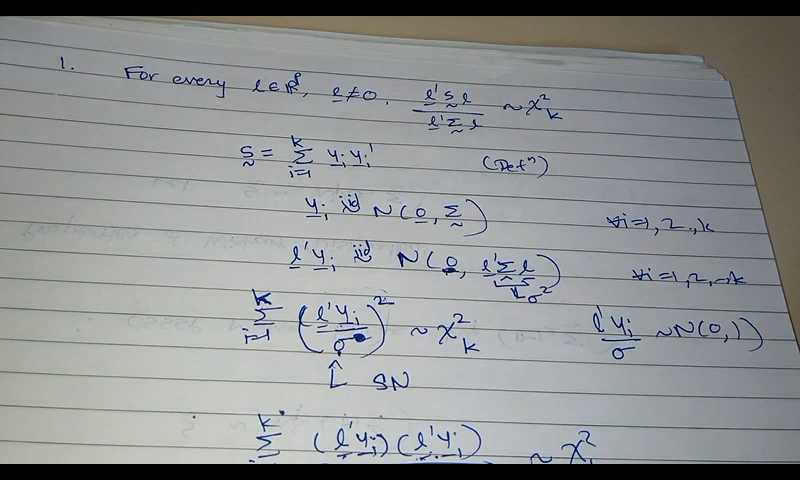 1. For every l ∈ ℝ^p, l ≠ 0. l'Sl / l'Σl ~ χ²_k
S = Σ_{i=1}^{k} y_i y_i' (Defⁿ)
y_i iid N(0, Σ) ∀i=1,2..,k
l'y_i iid N(0, l'Σl) ∀i=1,2,..,k
σ²
Σ_{i=1}^{k} (l'y_i / σ)² ~ χ²_k l'y_i / σ ~ N(0,1)
SN
Σ^{k} (l'y_i)(l'y_i) ~ χ²